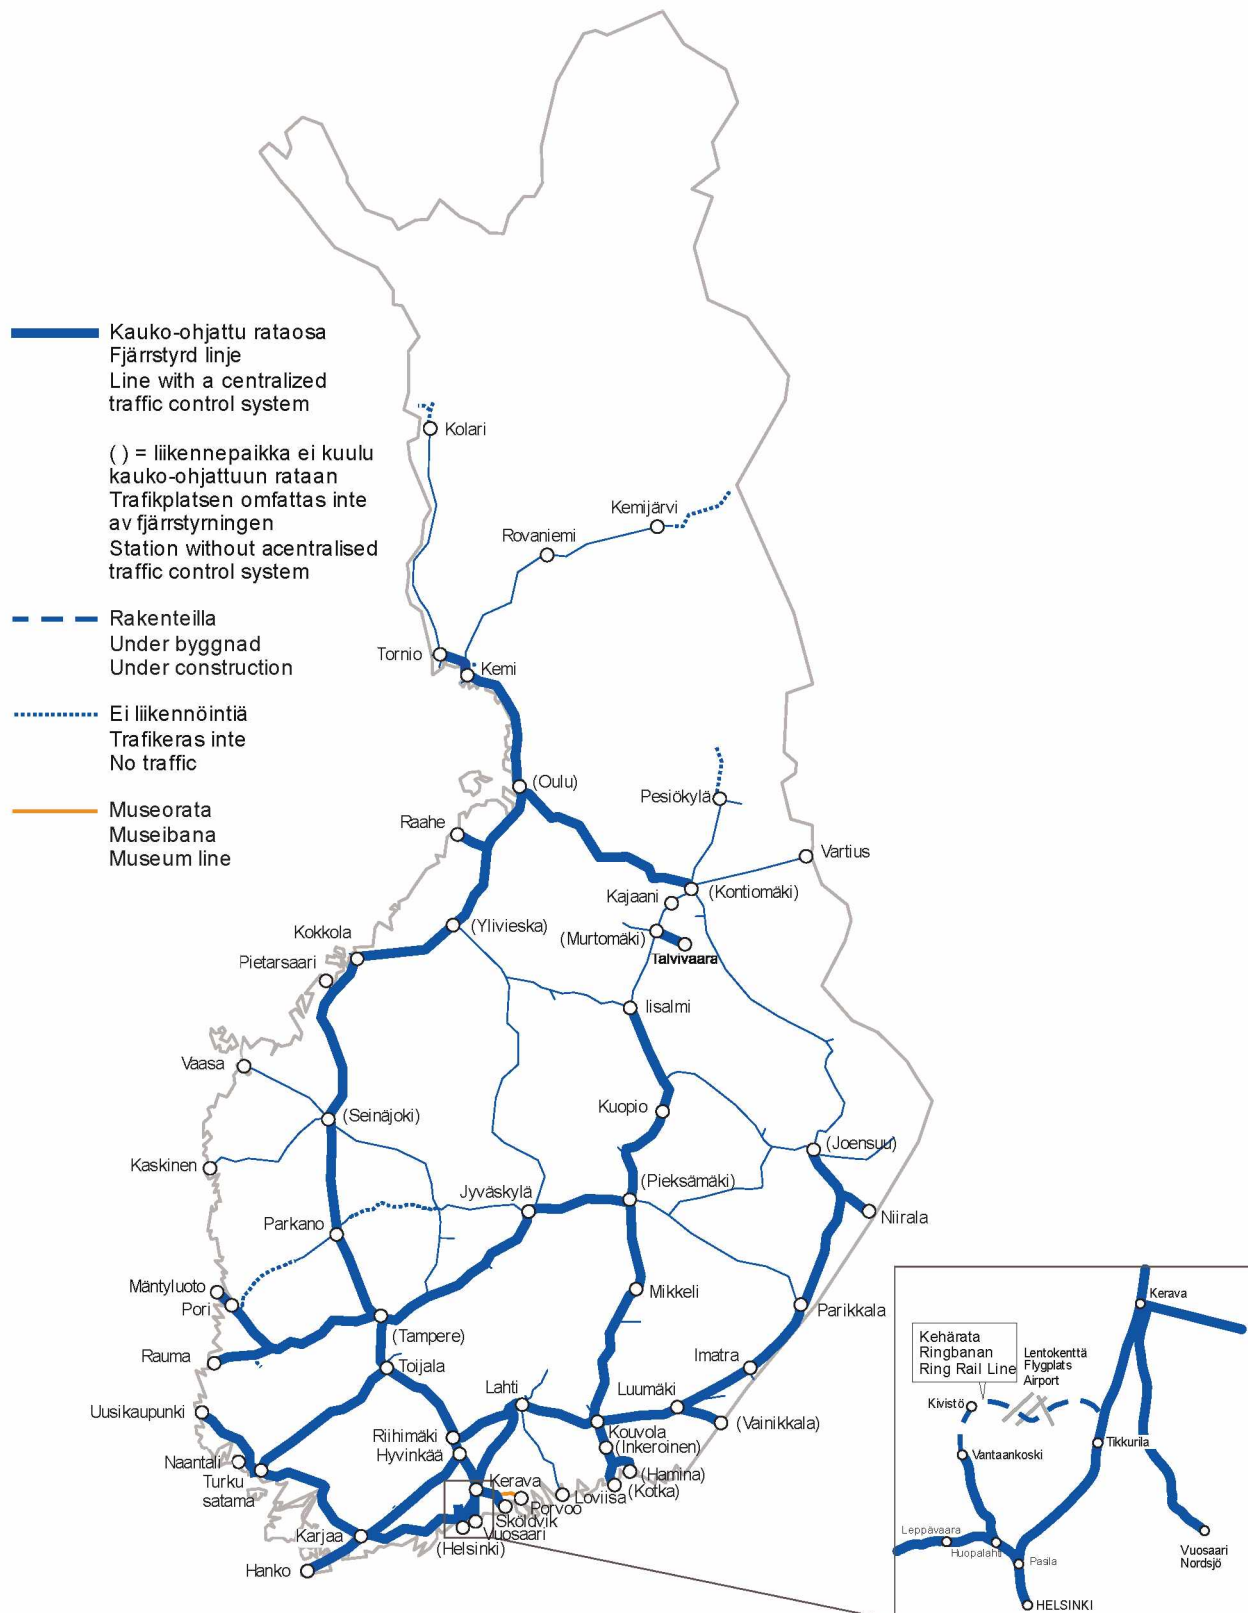 Kauko-ohjattu rataosa
Fjärrstyrd linje
Line with a centralized
traffic control system
( ) = liikennepaikka ei kuulu
kauko-ohjattuun rataan
Trafikplatsen omfattas inte
av fjärrstyrningen
Station without acentralised
traffic control system
Rakenteilla
Under byggnad
Under construction
Ei liikennöintiä
Trafikeras inte
No traffic
Museorata
Museibana
Museum line
Kolari
Kemijärvi
Rovaniemi
Tornio
Kemi
(Oulu)
Pesiökylä
Raahe
Vartius
Kajaani
(Kontiomäki)
(Ylivieska)
(Murtomäki)
Talvivaara
Kokkola
Pietarsaari
Iisalmi
Vaasa
Kuopio
(Seinäjoki)
(Joensuu)
Kaskinen
Jyväskylä
(Pieksämäki)
Niirala
Parkano
Mäntyluoto
Pori
Mikkeli
Parikkala
(Tampere)
Rauma
Toijala
Imatra
Lahti
Luumäki
Uusikaupunki
(Vainikkala)
Riihimäki
Kouvola
Hyvinkää
(Inkeroinen)
Naantali
Turku
satama
(Hamina)
Kerava
(Kotka)
Loviisa
Porvoo
Sköldvik
Vuosaari
Karjaa
(Helsinki)
Hanko
Kerava
Kehärata
Ringbanan
Ring Rail Line
Lentokenttä
Flygplats
Airport
Kivistö
Tikkurila
Vantaankoski
Leppävaara
Huopalahti
Pasila
Vuosaari
Nordsjö
HELSINKI